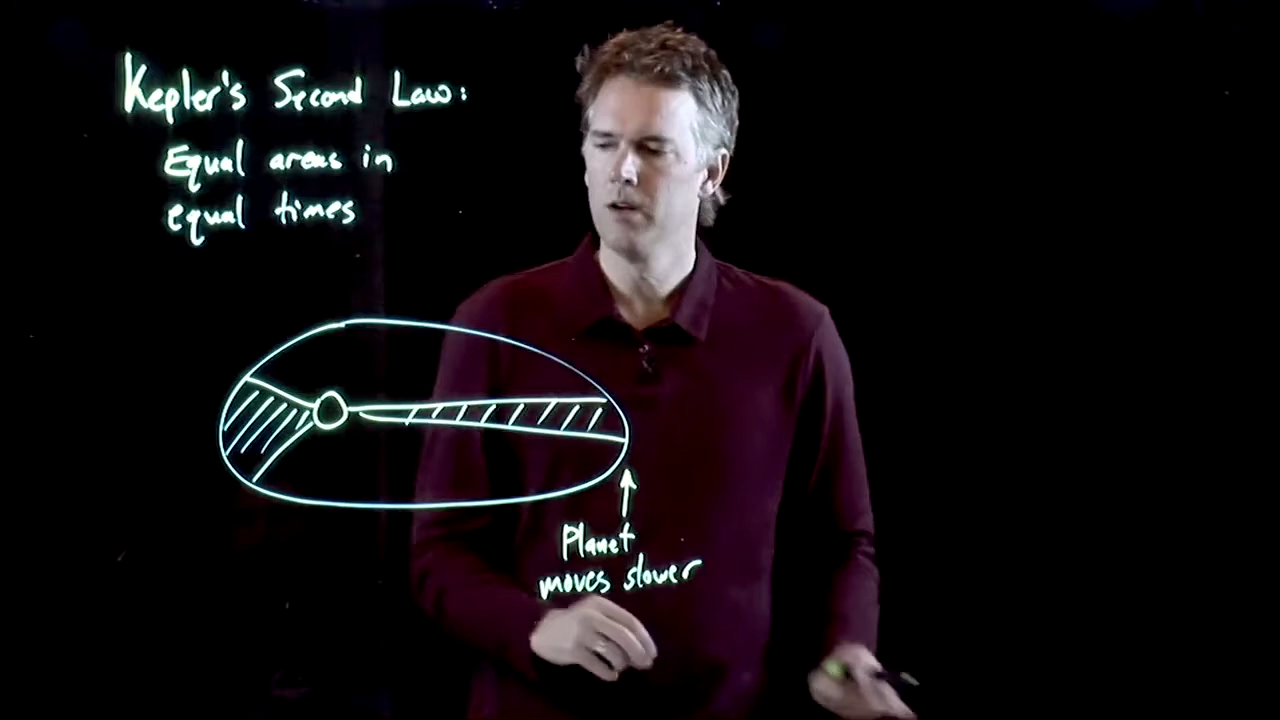 Kepler's Second Law:
Equal areas in
equal times
Planet
moves slower